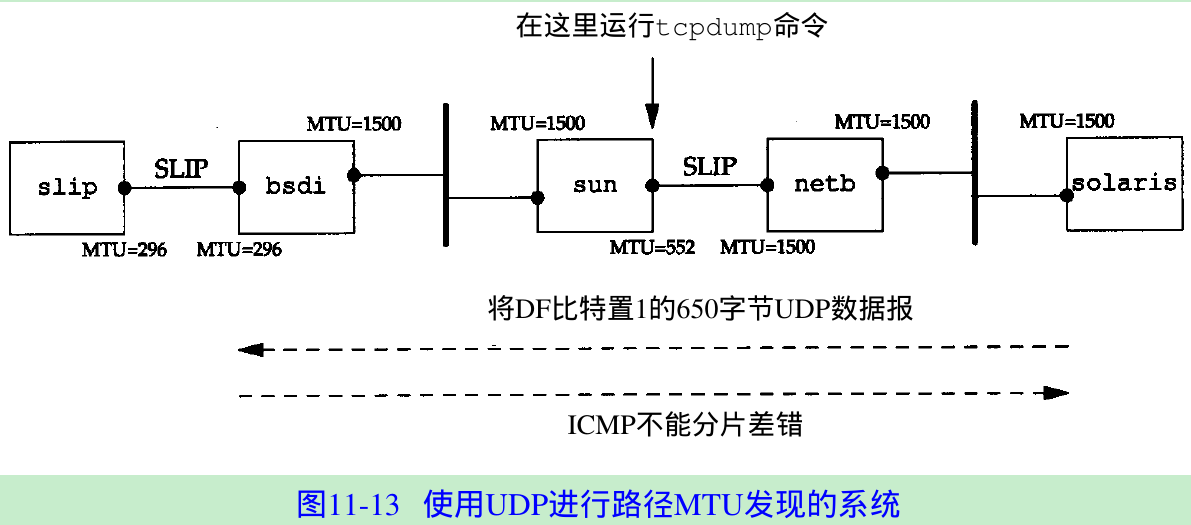 在这里运行tcpdump命令
MTU=1500 MTU=1500 MTU=1500 MTU=1500
slip SLIP bsdi sun SLIP netb solaris
MTU=296 MTU=296 MTU=552 MTU=1500
将DF比特置1的650字节UDP数据报
ICMP不能分片差错
图11-13 使用UDP进行路径MTU发现的系统